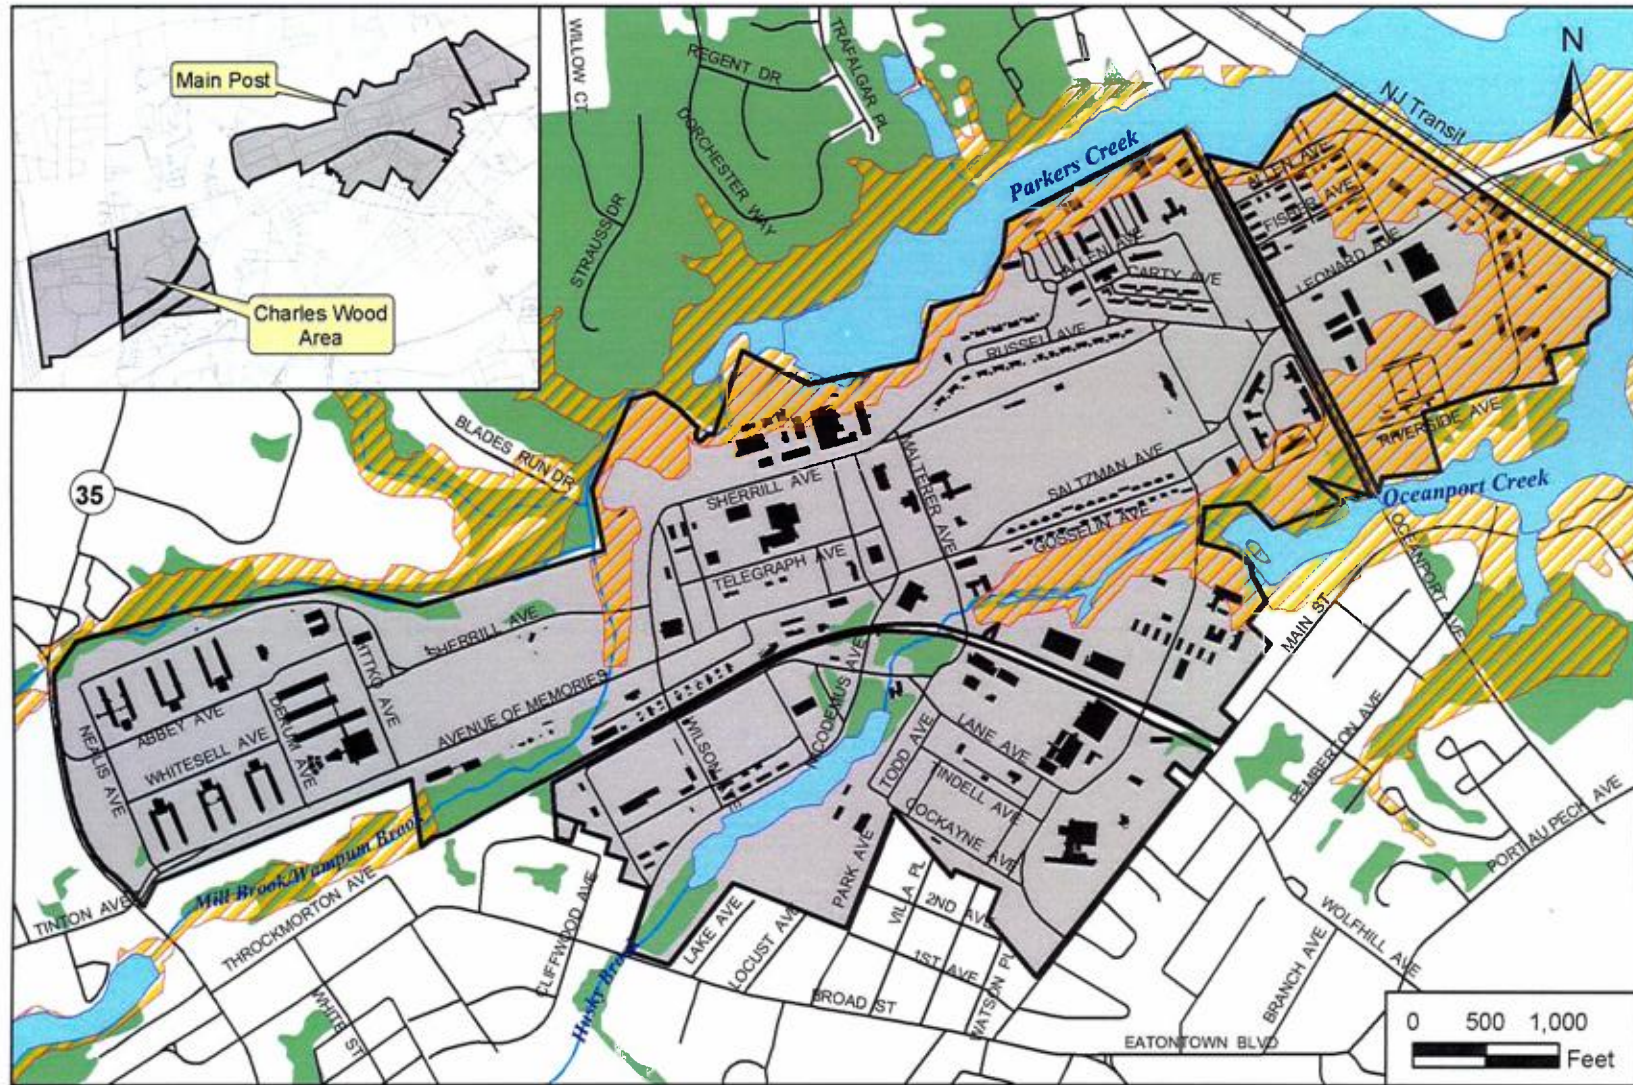 Main Post
Charles Wood
Area
WILLOW CT
REGENT DR
TRAFALGAR PL
DORCHESTER WAY
STRAUSS DR
N
NJ Transit
Parkers Creek
ALLEN AVE
FISHER AVE
LEONARD AVE
ALLEN AVE
CARTY AVE
RUSSEL AVE
RIVERSIDE AVE
BLADES RUN DR
35
SHERRILL AVE
MALTERER AVE
SALTZMAN AVE
GOSSELIN AVE
Oceanport Creek
OCEANPORT AVE
TELEGRAPH AVE
MAIN ST
SHERRILL AVE
HITTKO AVE
AVENUE OF MEMORIES
NICODEMUS AVE
ABBEY AVE
NEALIS AVE
WHITESELL AVE
DENUM AVE
WILSON AVE
TODD AVE
LANE AVE
TINDELL AVE
COCKAYNE AVE
PEMBERTON AVE
PORT AU PECK AVE
Mill Brook/Wampum Brook
TINTON AVE
THROCKMORTON AVE
CLIFFWOOD AVE
WHITE ST
PARK AVE
VILLA PL
2ND AVE
1ST AVE
LAKE AVE
LOCUST AVE
Husky Brook
BROAD ST
WATSON PL
WOLFHILL AVE
BRANCH AVE
EATONTOWN BLVD
0 500 1,000
Feet